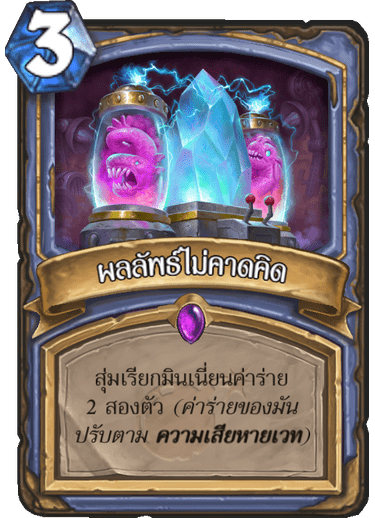 3
ผลลัพธ์ไม่คาดคิด
สุ่มเรียกมินเนี่ยนค่าร่าย
2 สองตัว (ค่าร่ายของมัน
ปรับตาม ความเสียหายเวท)